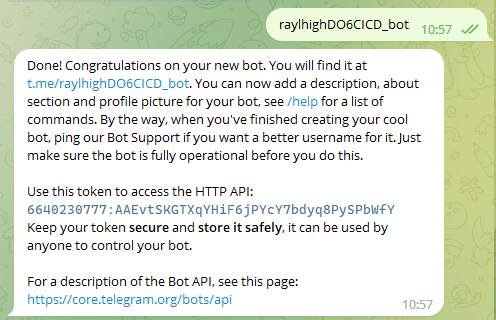 raylhighDO6CICD_bot
10:57
Done! Congratulations on your new bot. You will find it at
t.me/raylhighDO6CICD_bot. You can now add a description, about
section and profile picture for your bot, see /help for a list of
commands. By the way, when you've finished creating your cool
bot, ping our Bot Support if you want a better username for it. Just
make sure the bot is fully operational before you do this.
Use this token to access the HTTP API:
6640230777:AAEvtSKGTXqYHiF6jPYcY7bdyq8PySPbWfY
Keep your token secure and store it safely, it can be used by
anyone to control your bot.
For a description of the Bot API, see this page:
https://core.telegram.org/bots/api
10:57